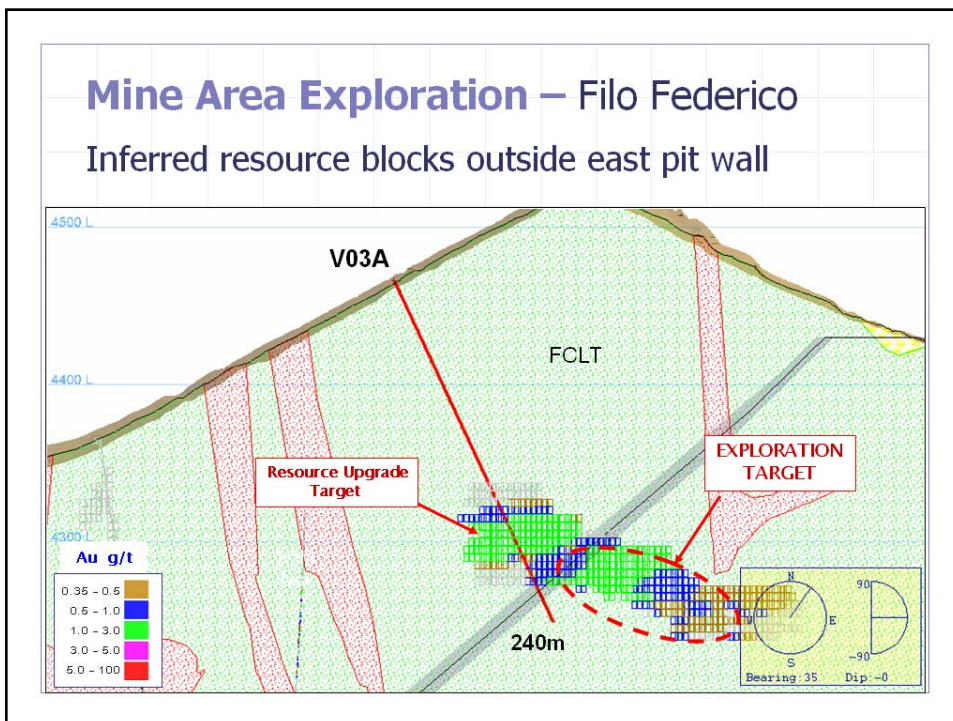 Mine Area Exploration – Filo Federico
Inferred resource blocks outside east pit wall
4500 L
V03A
FCLT
4400 L
EXPLORATION
TARGET
Resource Upgrade
Target
4300 L
Au g/t
0.35 - 0.5
0.5 - 1.0
1.0 - 3.0
3.0 - 5.0
5.0 - 100
240m
N
W
E
S
90
-90
Bearing:35
Dip:-0